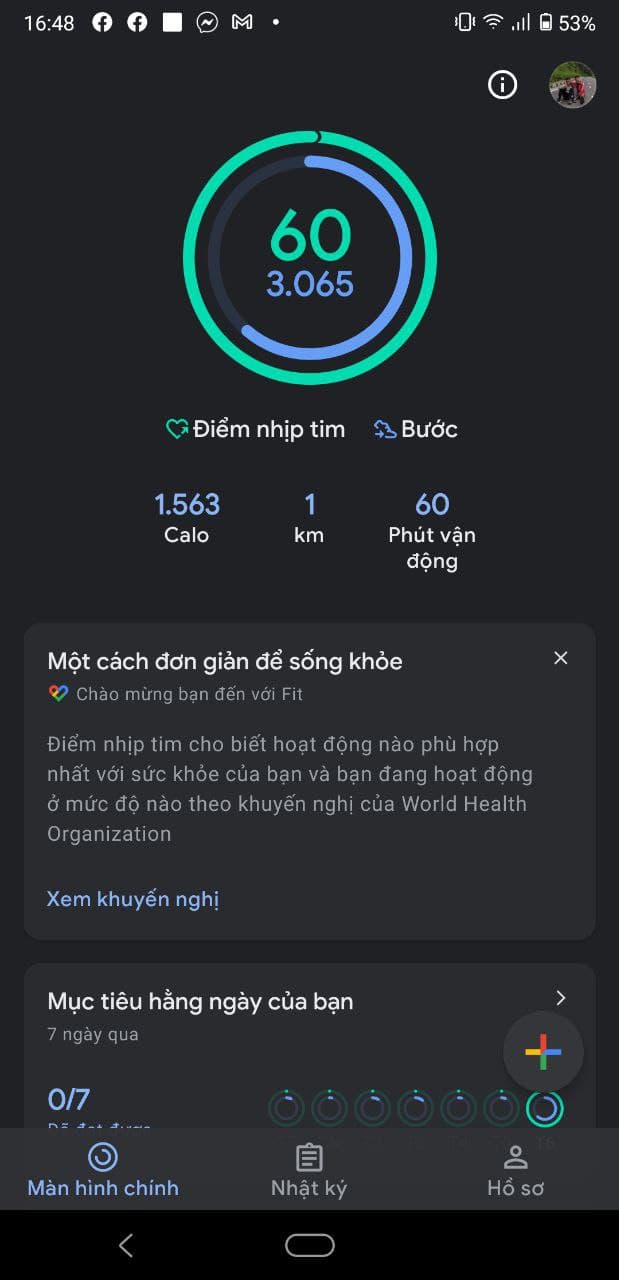 16:48
53%
60
3.065
Điểm nhịp tim
Bước
1.563
1
60
Calo
km
Phút vận
động
Một cách đơn giản để sống khỏe
Chào mừng bạn đến với Fit
Điểm nhịp tim cho biết hoạt động nào phù hợp
nhất với sức khỏe của bạn và bạn đang hoạt động
ở mức độ nào theo khuyến nghị của World Health
Organization
Xem khuyến nghị
Mục tiêu hằng ngày của bạn
7 ngày qua
0/7
Màn hình chính
Nhật ký
Hồ sơ